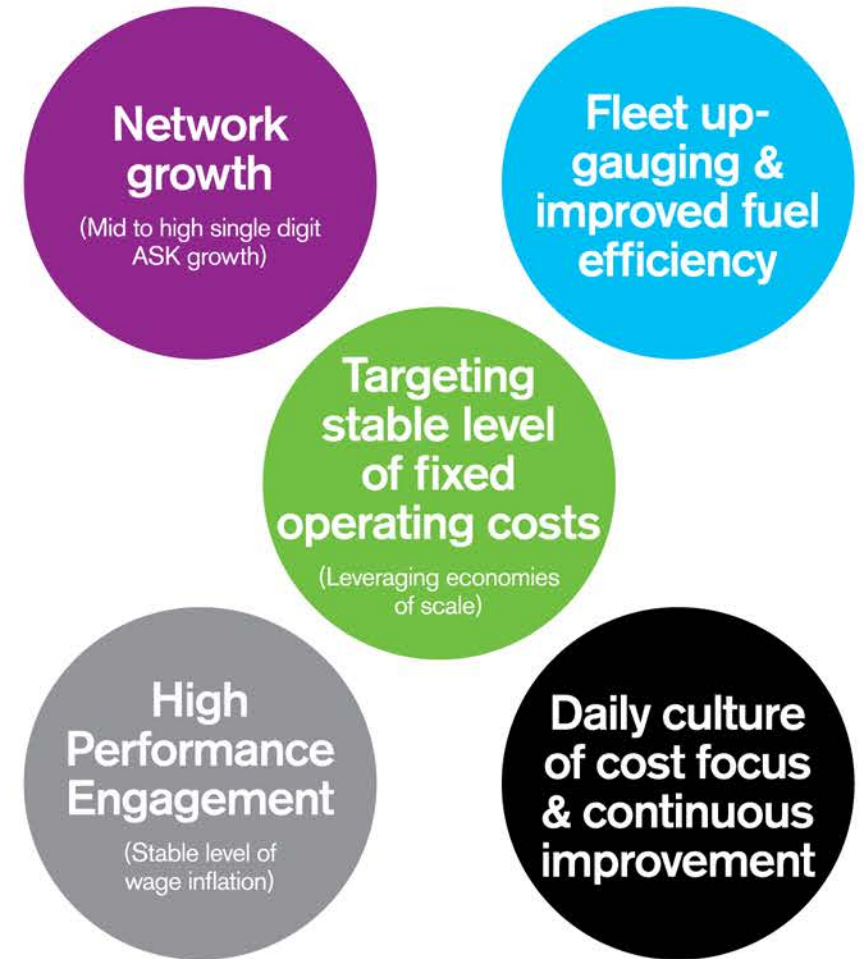 Network
growth
(Mid to high single digit
ASK growth)
Fleet up-
gauging &
improved fuel
efficiency
Targeting
stable level
of fixed
operating costs
(Leveraging economies
of scale)
High
Performance
Engagement
(Stable level of
wage inflation)
Daily culture
of cost focus
& continuous
improvement